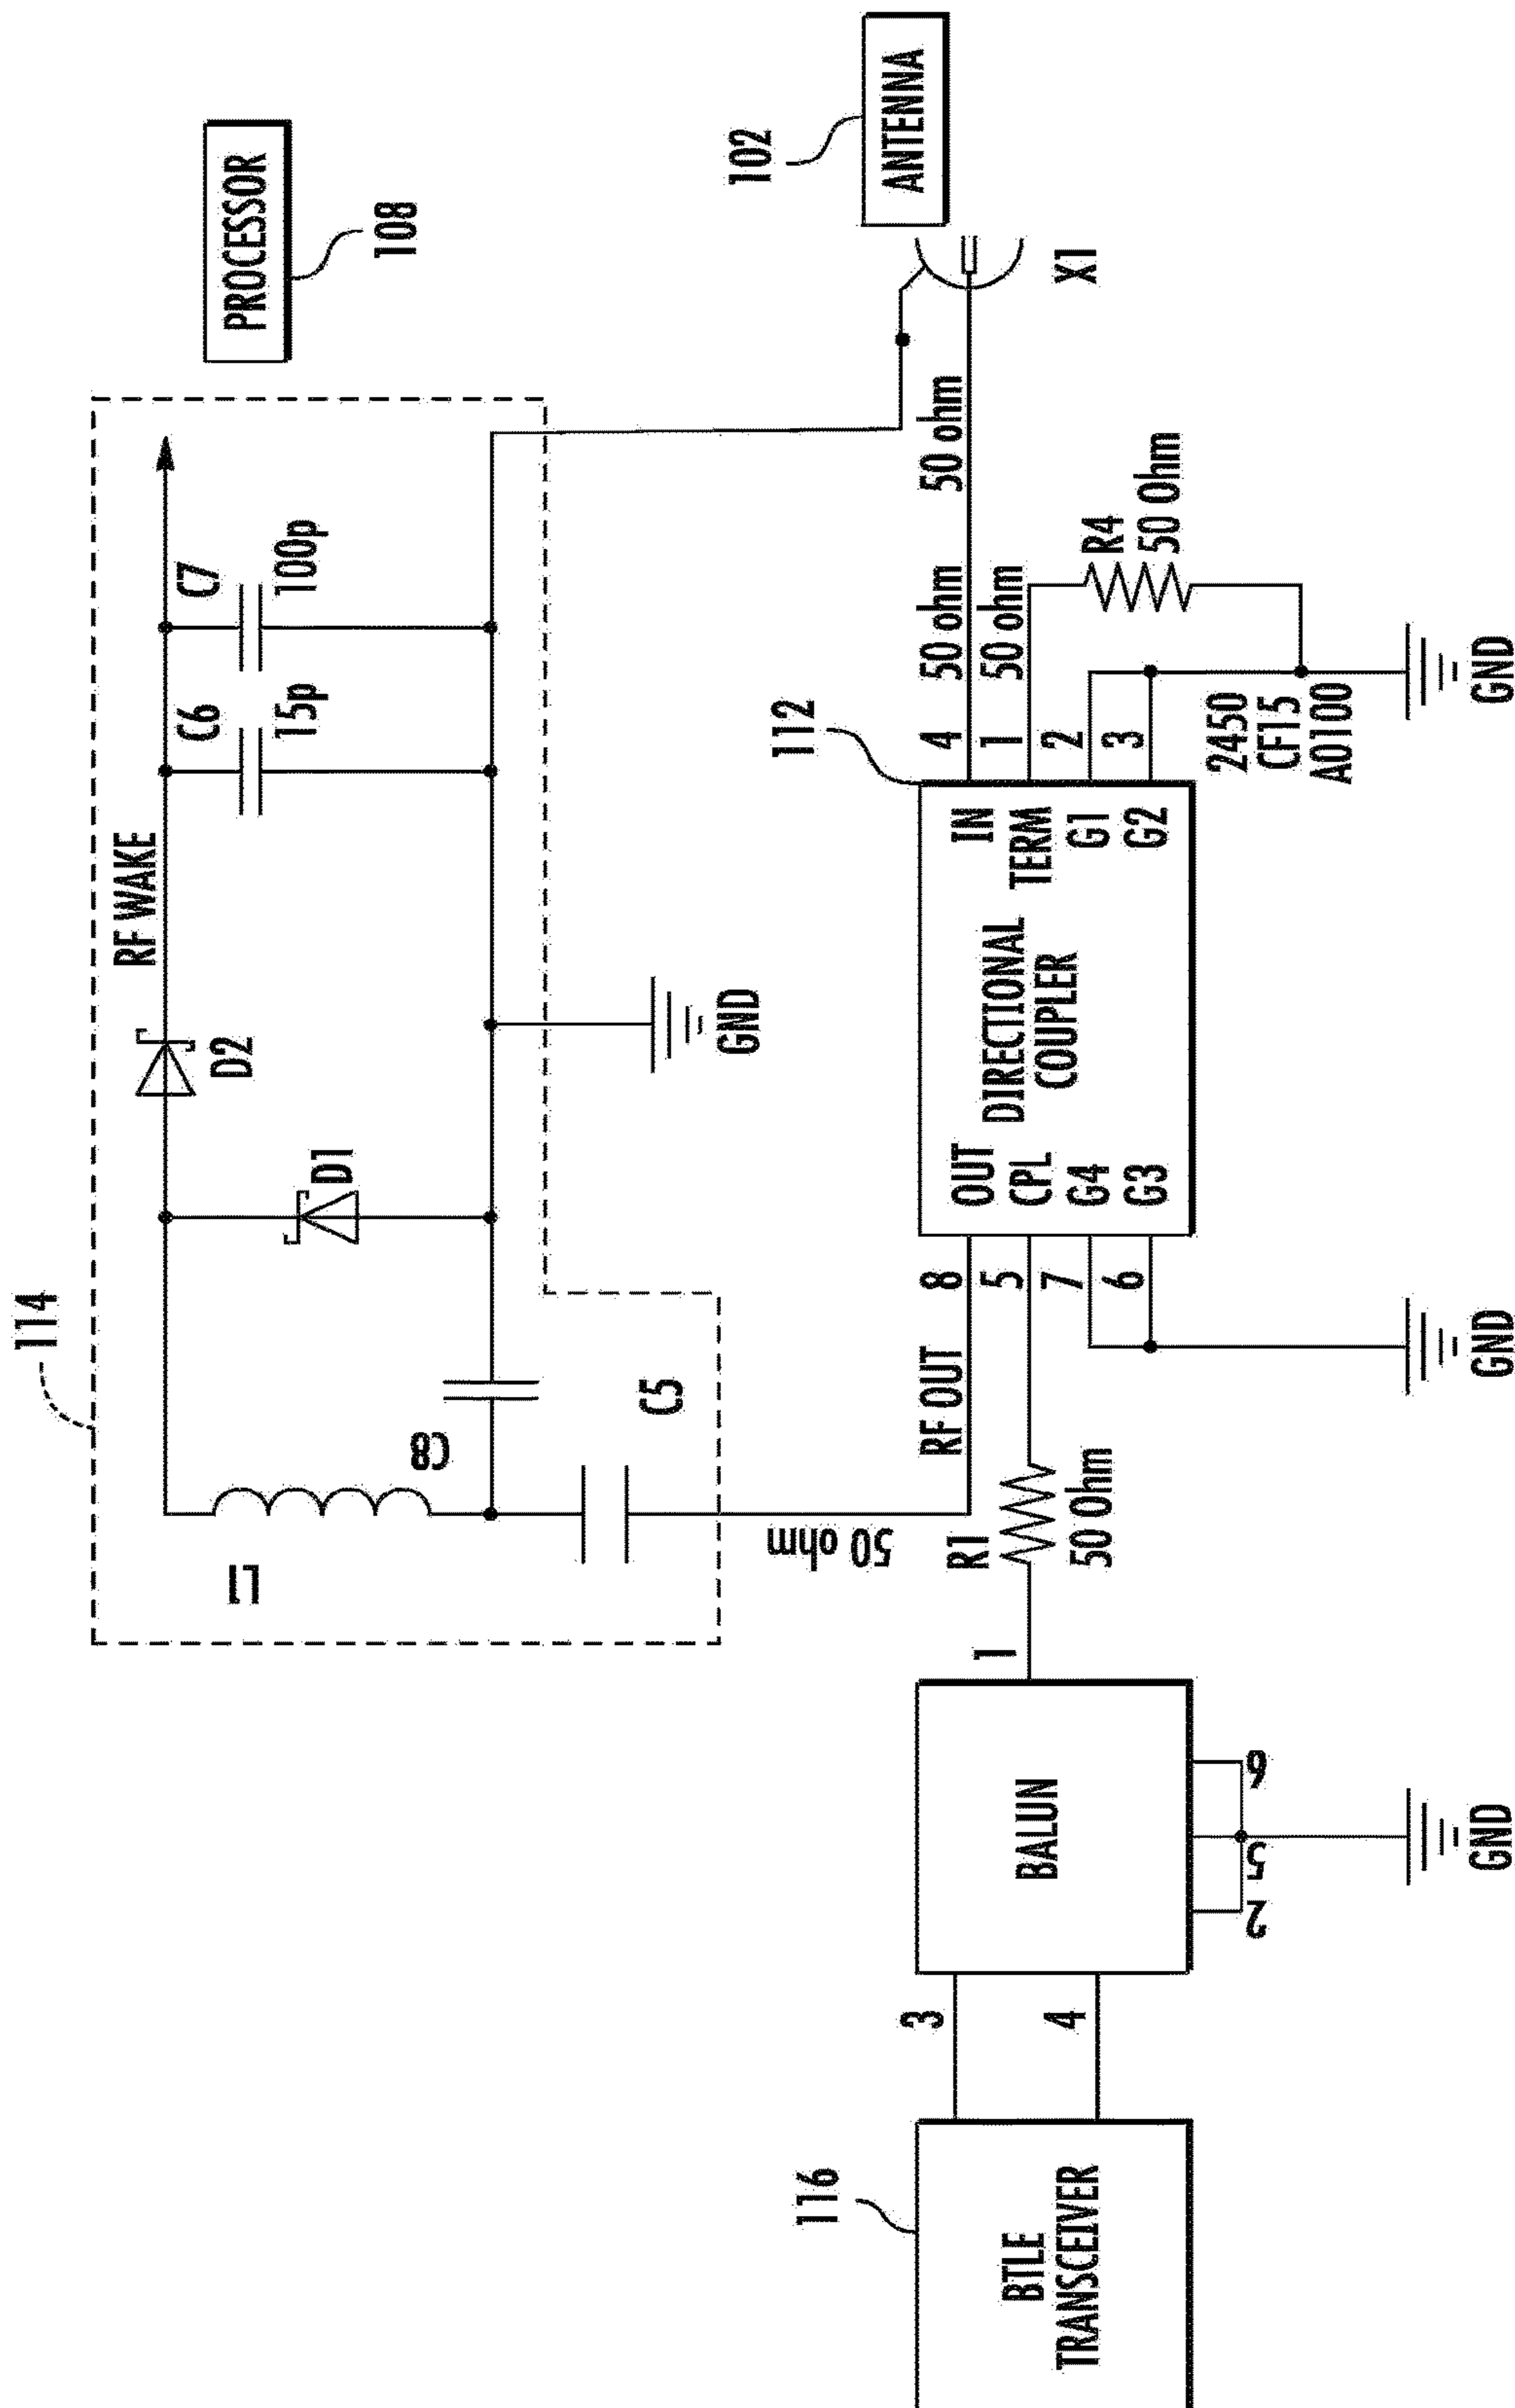 114
RF WAKE
PROCESSOR
108
L1
C8
C5
D1
D2
C6
15p
C7
100p
GND
50 ohm
102
ANTENNA
X1
116
BTLE
TRANSCEIVER
3
4
BALUN
1
2
5
6
GND
R1
50 Ohm
RF OUT
8
5
7
6
GND
112
OUT
CPL
G4
G3
DIRECTIONAL
COUPLER
IN
TERM
G1
G2
4
1
2
3
50 ohm
50 ohm
50 ohm
R4
50 Ohm
2450
CF15
A0100
GND